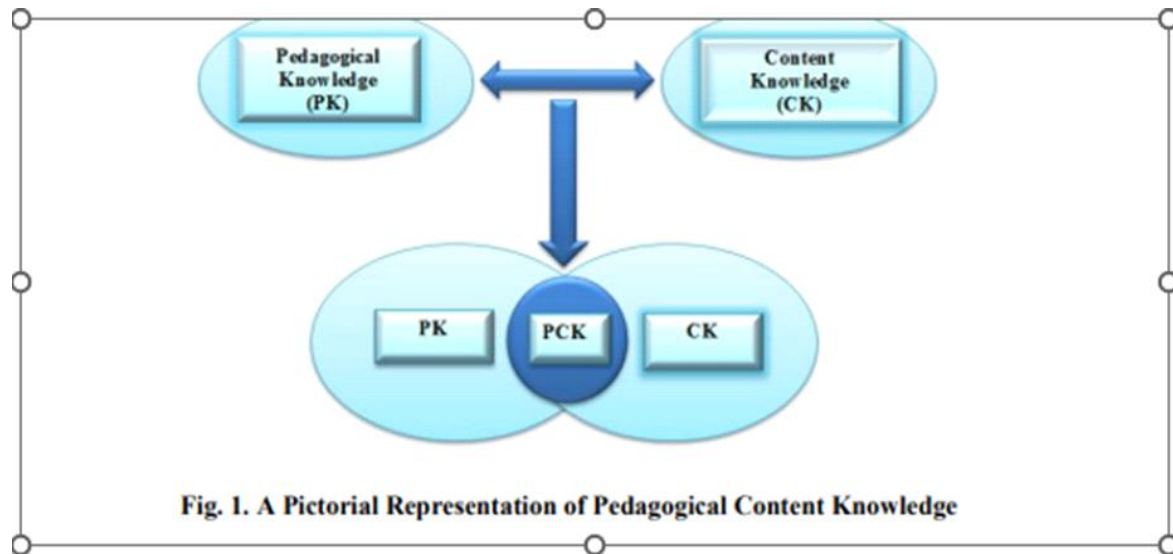 Pedagogical
Knowledge
(PK)
Content
Knowledge
(CK)
PK
PCK
CK
Fig. 1. A Pictorial Representation of Pedagogical Content Knowledge